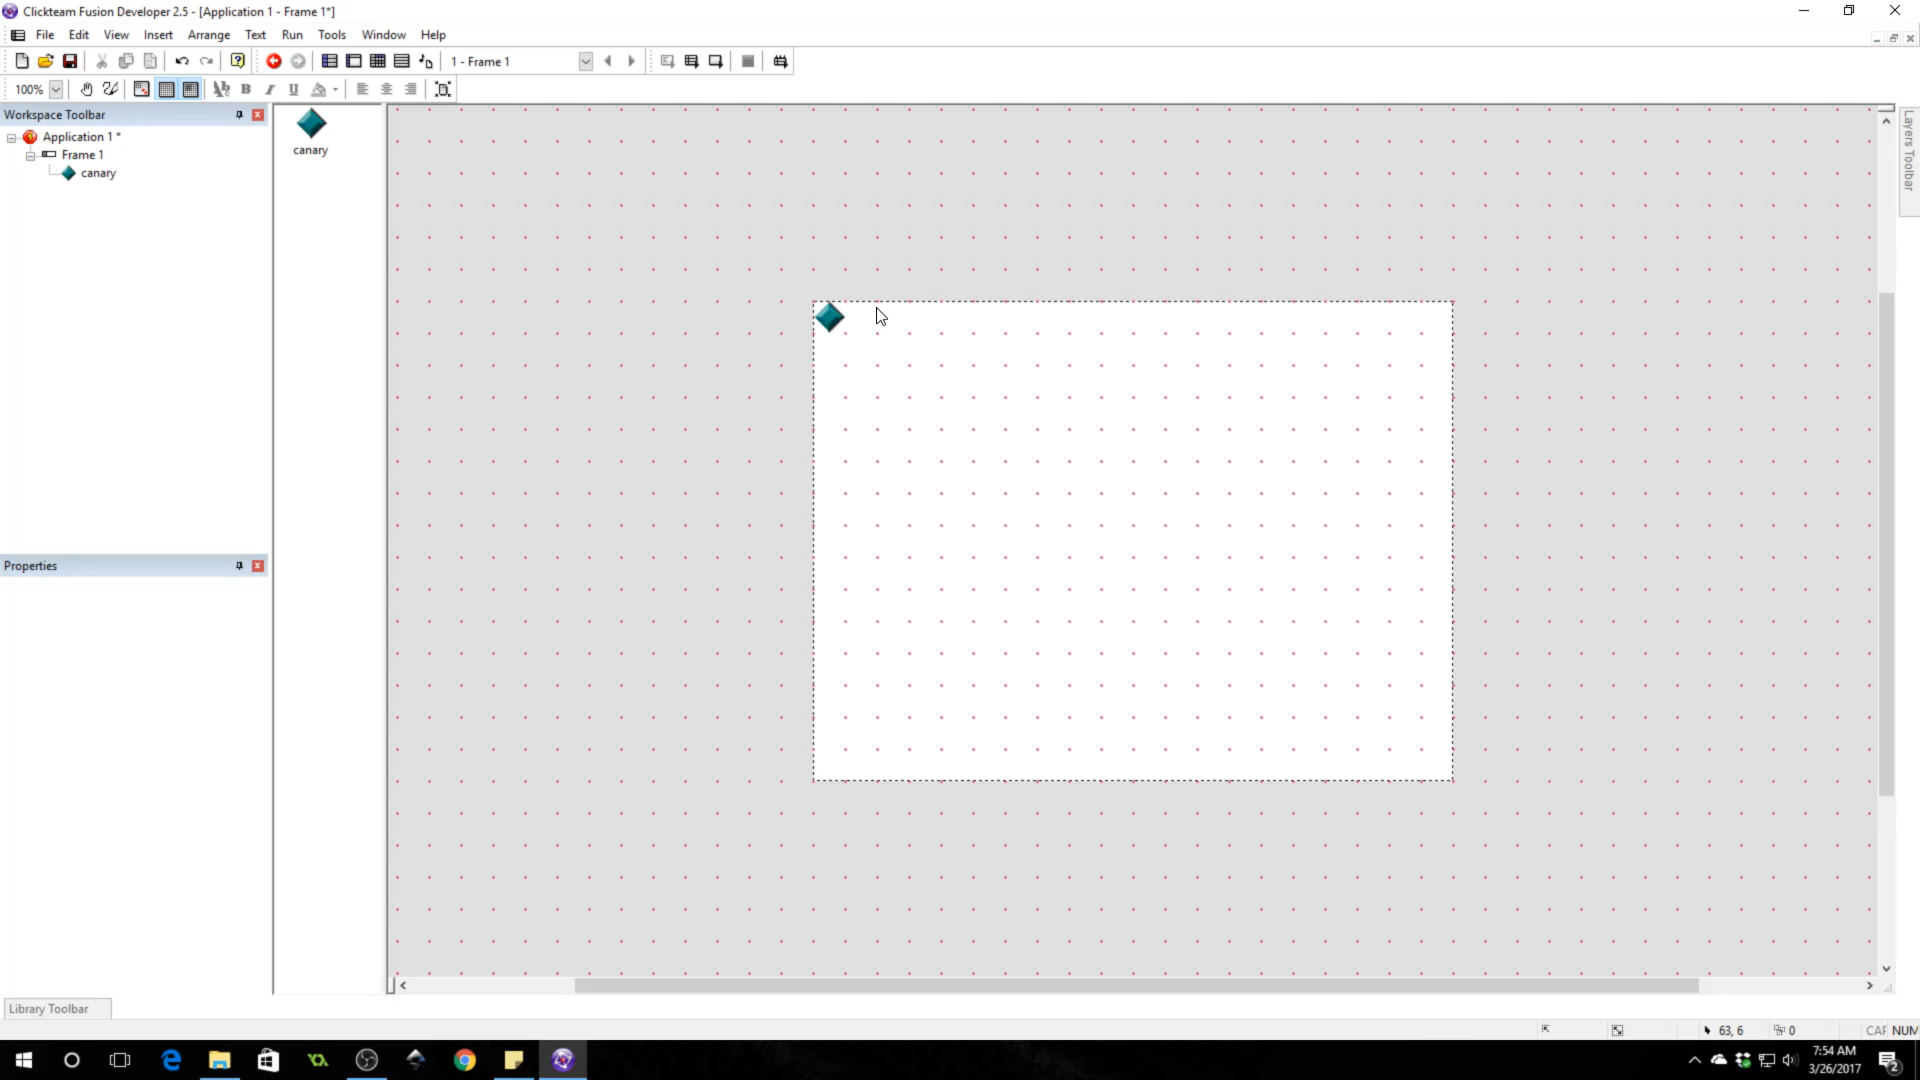 Clickteam Fusion Developer 2.5 - [Application 1 - Frame 1*]
File Edit View Insert Arrange Text Run Tools Window Help
1 - Frame 1
100%
Workspace Toolbar
Application 1 *
Frame 1
canary
canary
Layers Toolbar
Properties
Library Toolbar
63, 6
0
CAP NUM
7:54 AM
3/26/2017
2